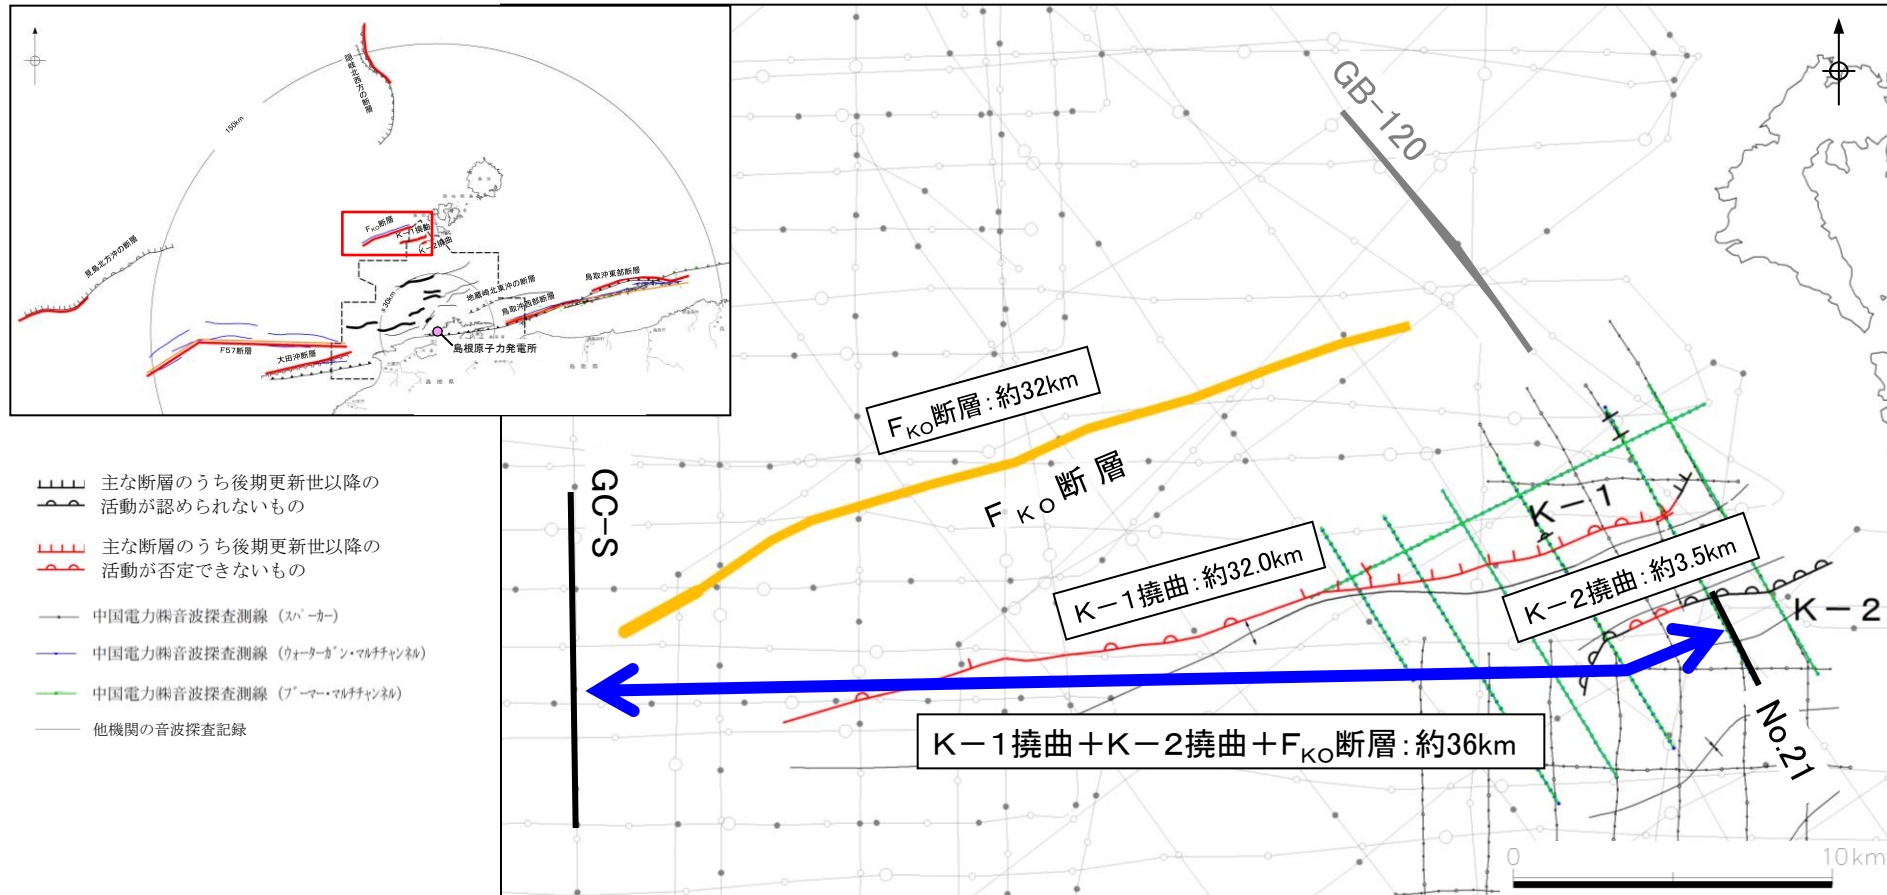 150km
隠岐北西方の断層
FKO断層
K-1撓曲
K-2撓曲
見島北方沖の断層
30km
地蔵崎北東沖の断層
鳥取沖東部断層
鳥取沖西部断層
F57断層
大田沖断層
島根原子力発電所
島根県
鳥取県
主な断層のうち後期更新世以降の
活動が認められないもの
主な断層のうち後期更新世以降の
活動が否定できないもの
中国電力㈱音波探査測線（スパーカー）
中国電力㈱音波探査測線（ウォーターガン・マルチチャンネル）
中国電力㈱音波探査測線（ブーマー・マルチチャンネル）
他機関の音波探査記録
GB-120
FKO断層：約32km
FKO断層
GC-S
K-1
K-1撓曲：約32.0km
K-2撓曲：約3.5km
K-2
K-1撓曲+K-2撓曲+FKO断層：約36km
No.21
0 10km